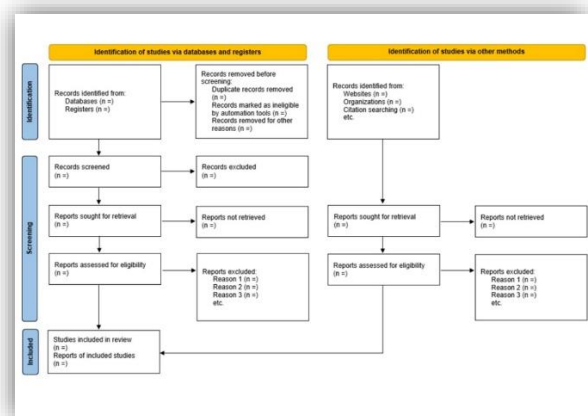 Identification of studies via databases and registers
Identification of studies via other methods
Identification
Records identified from:
Databases (n =)
Registers (n =)
Records removed before
screening:
Duplicate records removed
(n =)
Records marked as ineligible
by automation tools (n =)
Records removed for other
reasons (n =)
Records identified from:
Websites (n =)
Organizations (n =)
Citation searching (n =)
etc.
Screening
Records screened
(n =)
Records excluded
(n =)
Reports sought for retrieval
(n =)
Reports not retrieved
(n =)
Reports sought for retrieval
(n =)
Reports not retrieved
(n =)
Reports assessed for eligibility
(n =)
Reports excluded:
Reason 1 (n =)
Reason 2 (n =)
Reason 3 (n =)
etc.
Reports assessed for eligibility
(n =)
Reports excluded:
Reason 1 (n =)
Reason 2 (n =)
Reason 3 (n =)
etc.
Included
Studies included in review
(n =)
Reports of included studies
(n =)